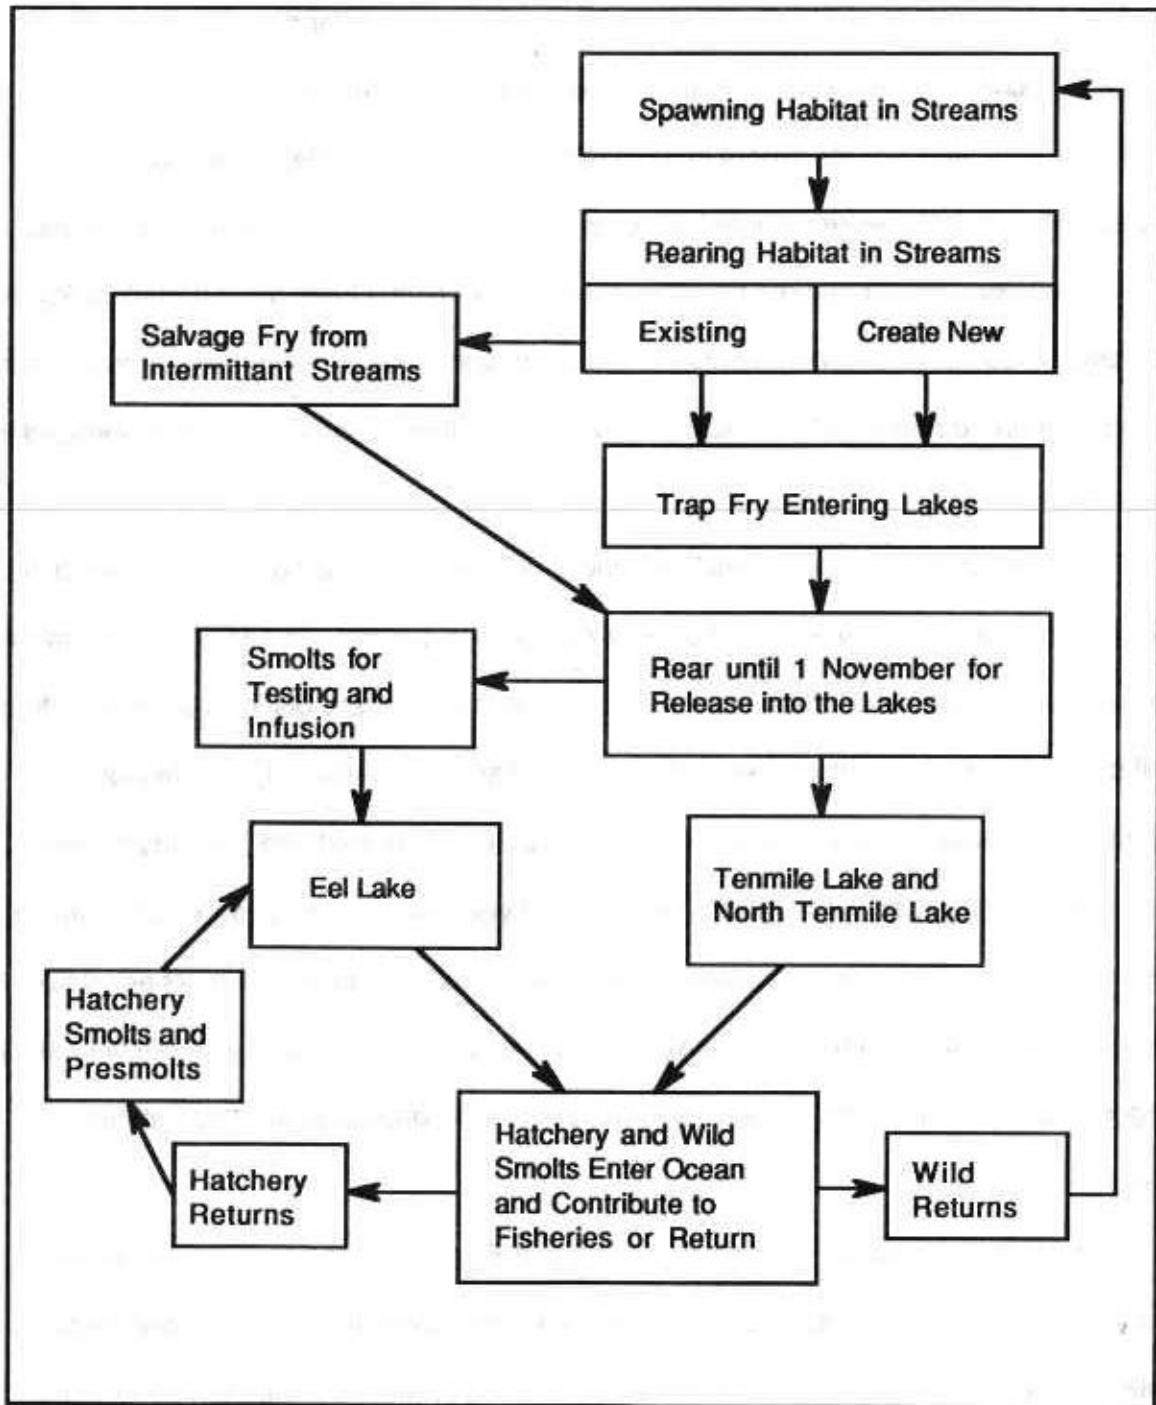 Spawning Habitat in Streams
Rearing Habitat in Streams
Existing
Create New
Salvage Fry from
Intermittant Streams
Trap Fry Entering Lakes
Rear until 1 November for
Release into the Lakes
Smolts for
Testing and
Infusion
Eel Lake
Tenmile Lake and
North Tenmile Lake
Hatchery
Smolts and
Presmolts
Hatchery and Wild
Smolts Enter Ocean
and Contribute to
Fisheries or Return
Hatchery
Returns
Wild
Returns